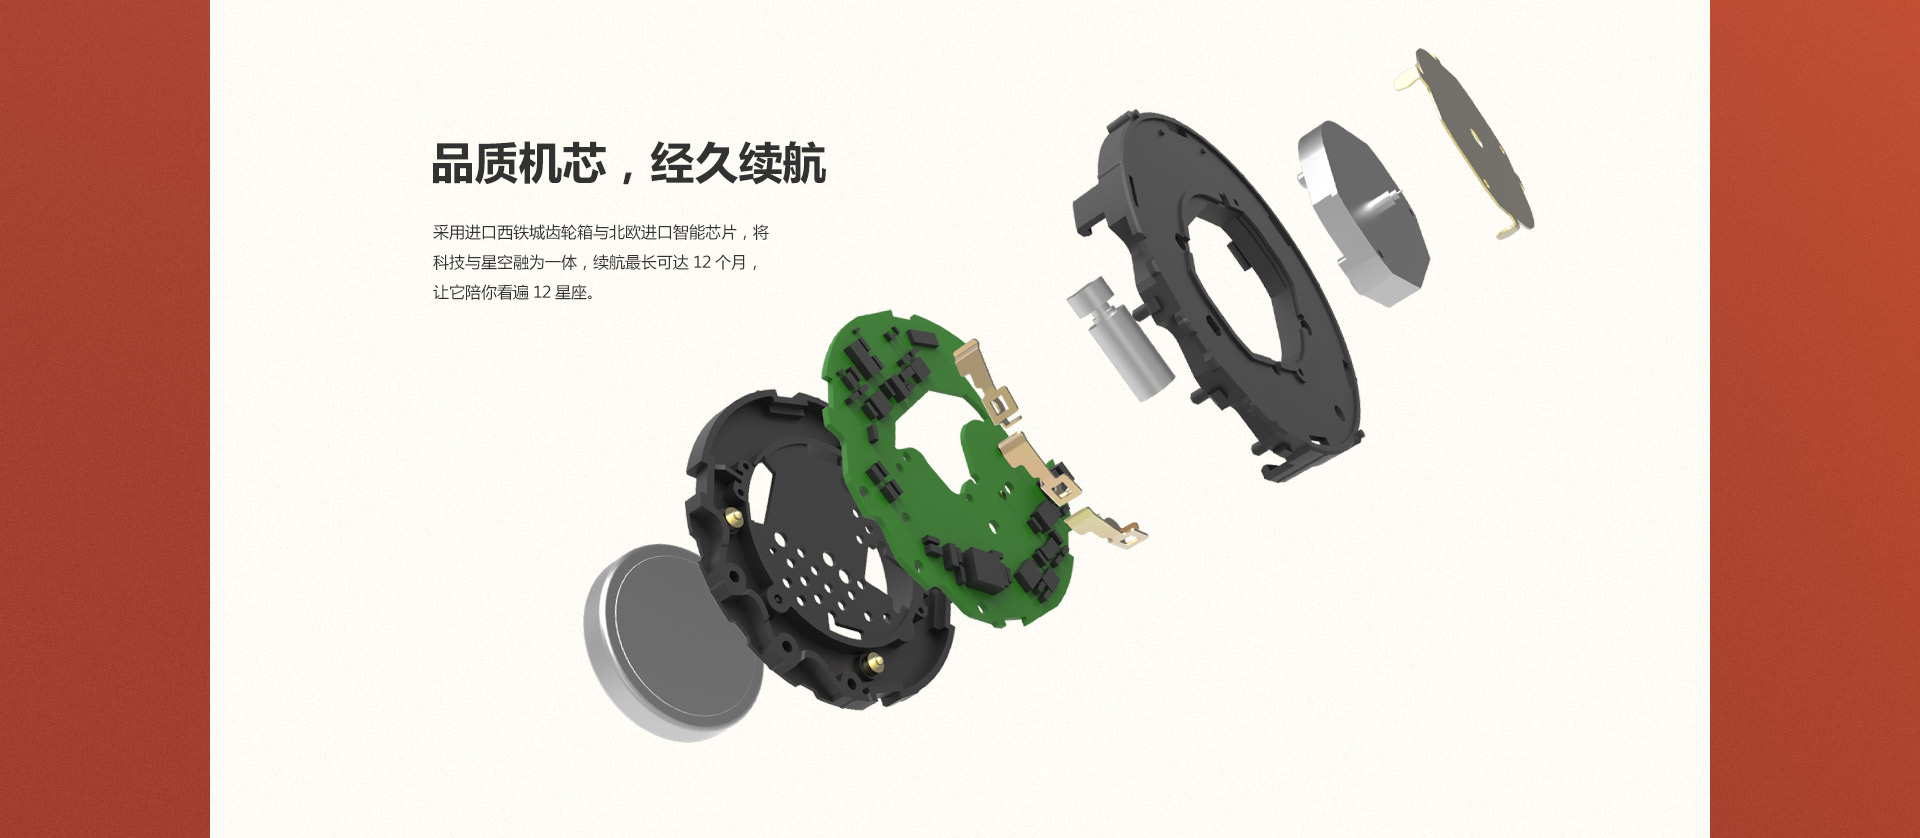 品质机芯，经久续航
采用进口西铁城齿轮箱与北欧进口智能芯片，将
科技与星空融为一体，续航最长可达 12 个月，
让它陪你看遍 12 星座。